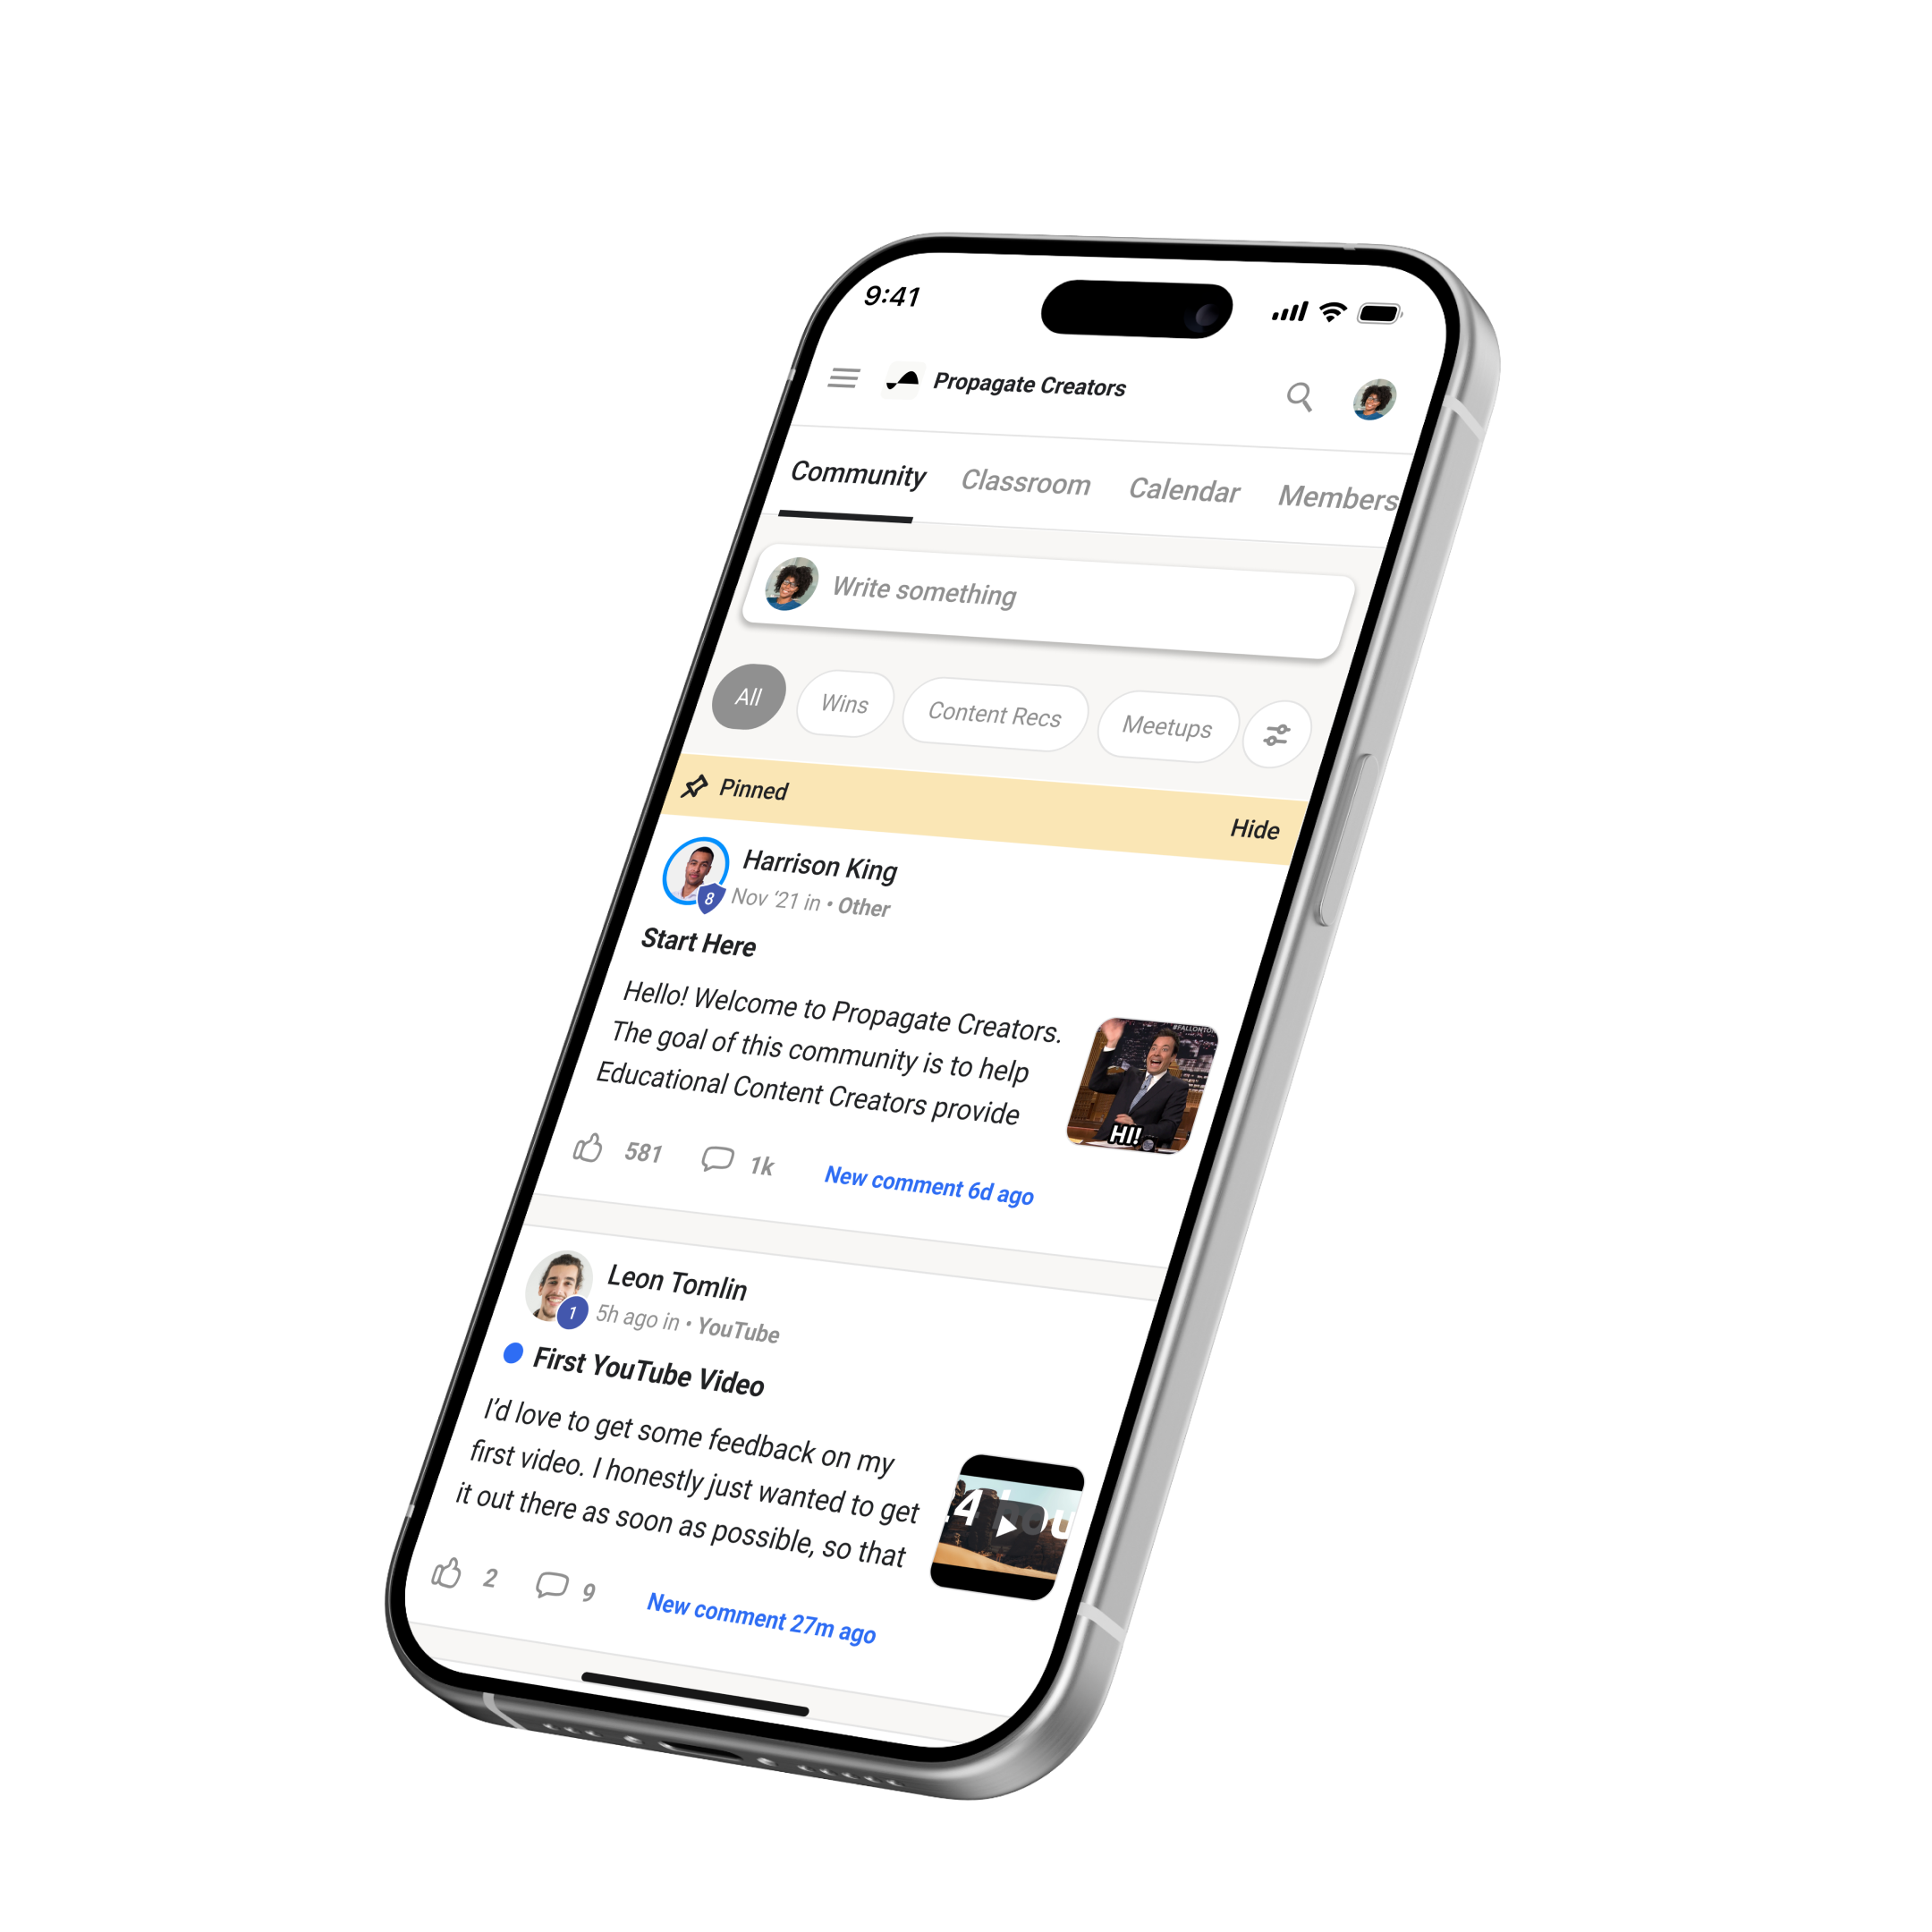 9:41
Propagate Creators
Community Classroom Calendar Members
Write something
All Wins Content Recs Meetups
Pinned Hide
Harrison King
8
Nov ‘21 in • Other
Start Here
Hello! Welcome to Propagate Creators.
The goal of this community is to help
Educational Content Creators provide
HI!
581 1k New comment 6d ago
Leon Tomlin
1
5h ago in • YouTube
First YouTube Video
I’d love to get some feedback on my
first video. I honestly just wanted to get
it out there as soon as possible, so that
2 9 New comment 27m ago